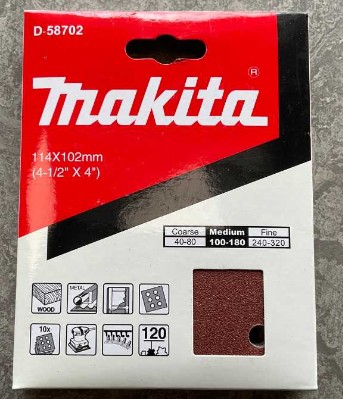 D-58702
makita®
114X102mm
(4-1/2" X 4")
Coarse Medium Fine
40-80 100-180 240-320
WOOD METAL
10x 120